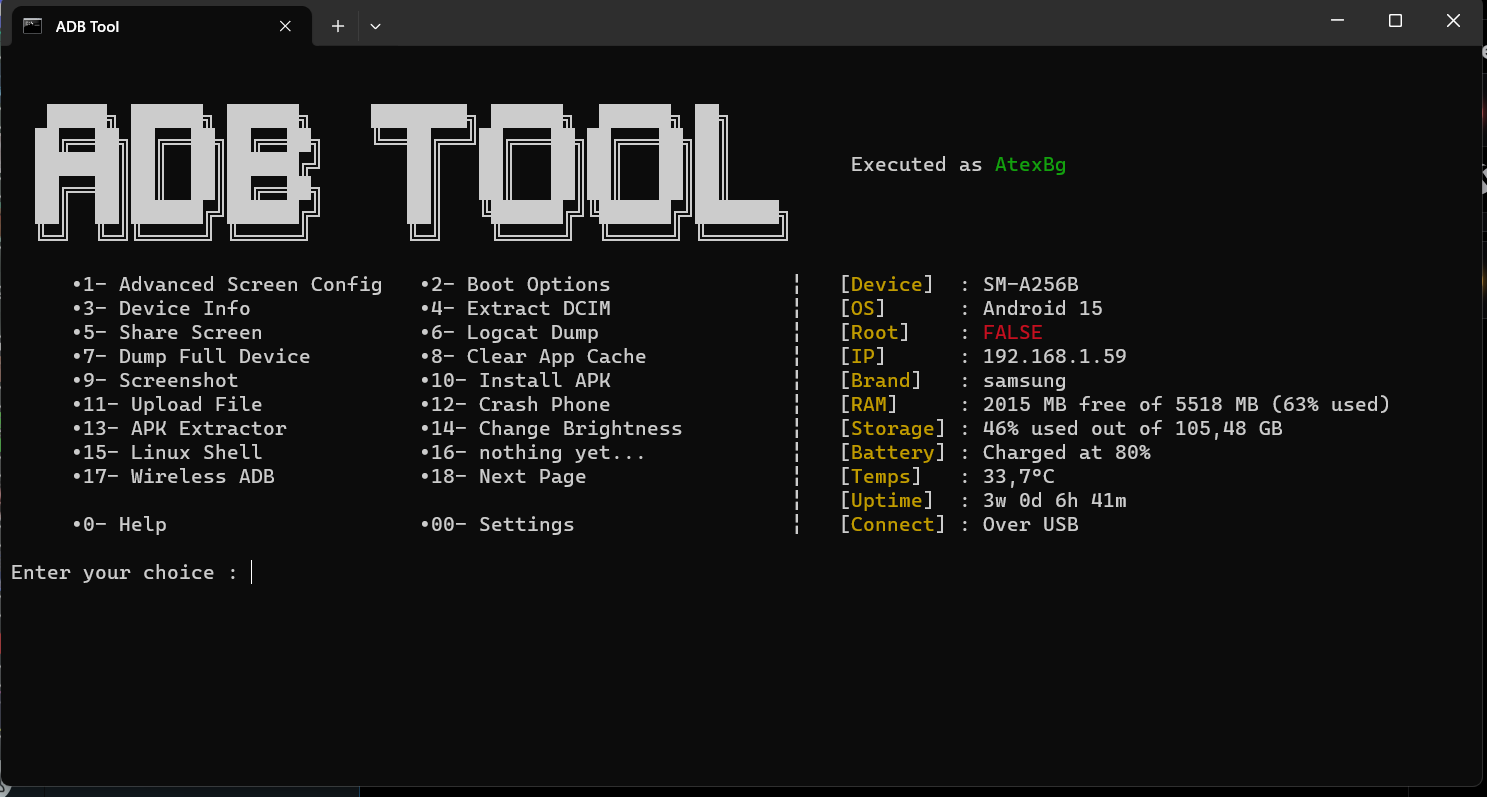 ADB Tool
ADB TOOL
Executed as AtexBg
•1- Advanced Screen Config •2- Boot Options ¦ [Device] : SM-A256B
•3- Device Info •4- Extract DCIM ¦ [OS] : Android 15
•5- Share Screen •6- Logcat Dump ¦ [Root] : FALSE
•7- Dump Full Device •8- Clear App Cache ¦ [IP] : 192.168.1.59
•9- Screenshot •10- Install APK ¦ [Brand] : samsung
•11- Upload File •12- Crash Phone ¦ [RAM] : 2015 MB free of 5518 MB (63% used)
•13- APK Extractor •14- Change Brightness ¦ [Storage] : 46% used out of 105,48 GB
•15- Linux Shell •16- nothing yet... ¦ [Battery] : Charged at 80%
•17- Wireless ADB •18- Next Page ¦ [Temps] : 33,7°C
¦ [Uptime] : 3w 0d 6h 41m
•0- Help •00- Settings ¦ [Connect] : Over USB
Enter your choice :